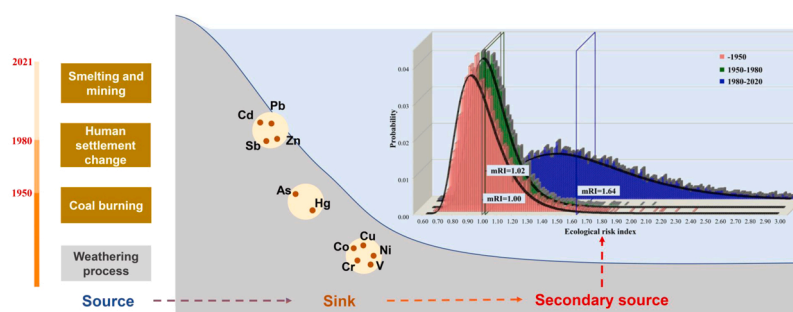 2021
1980
1950
Smelting and
mining
Human
settlement
change
Coal burning
Weathering
process
Source
Sink
Secondary source
Pb
Cd
Sb
Zn
As
Hg
Cu
Co
Ni
Cr
V
-1950
1950-1980
1980-2020
Probability
0.04
0.03
0.02
0.01
0.00
mRI=1.02
mRI=1.00
mRI=1.64
0.60 0.70 0.80 0.90 1.00 1.10 1.20 1.30 1.40 1.50 1.60 1.70 1.80 1.90 2.00 2.10 2.20 2.30 2.40 2.50 2.60 2.70 2.80 2.90 3.00
Ecological risk index